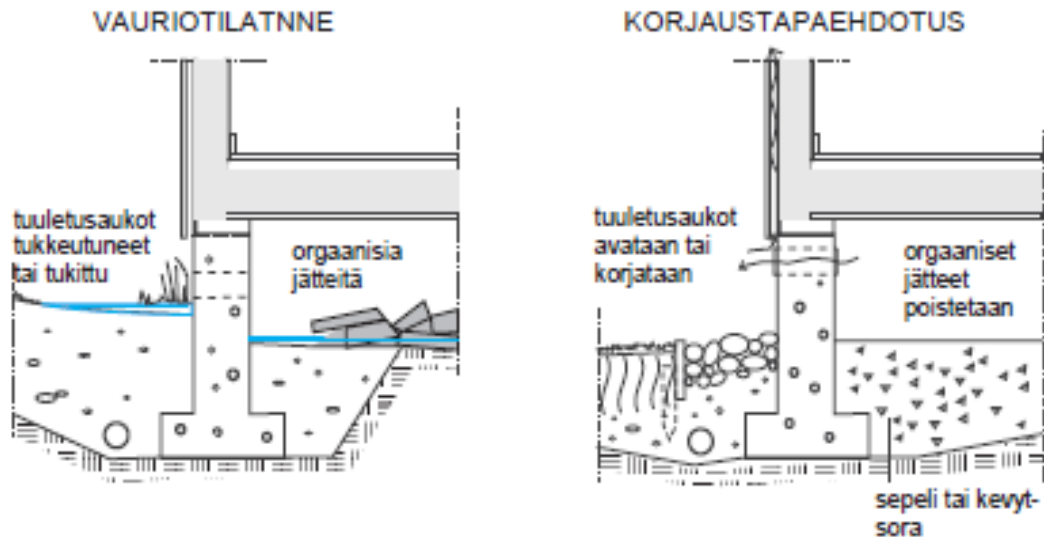 VAURIOTILATNNE
tuuletusaukot
tukkeutuneet
tai tukittu
orgaanisia
jätteitä
KORJAUSTAPAEHDOTUS
tuuletusaukot
avataan tai
korjataan
orgaaniset
jätteet
poistetaan
sepeli tai kevyt-
sora